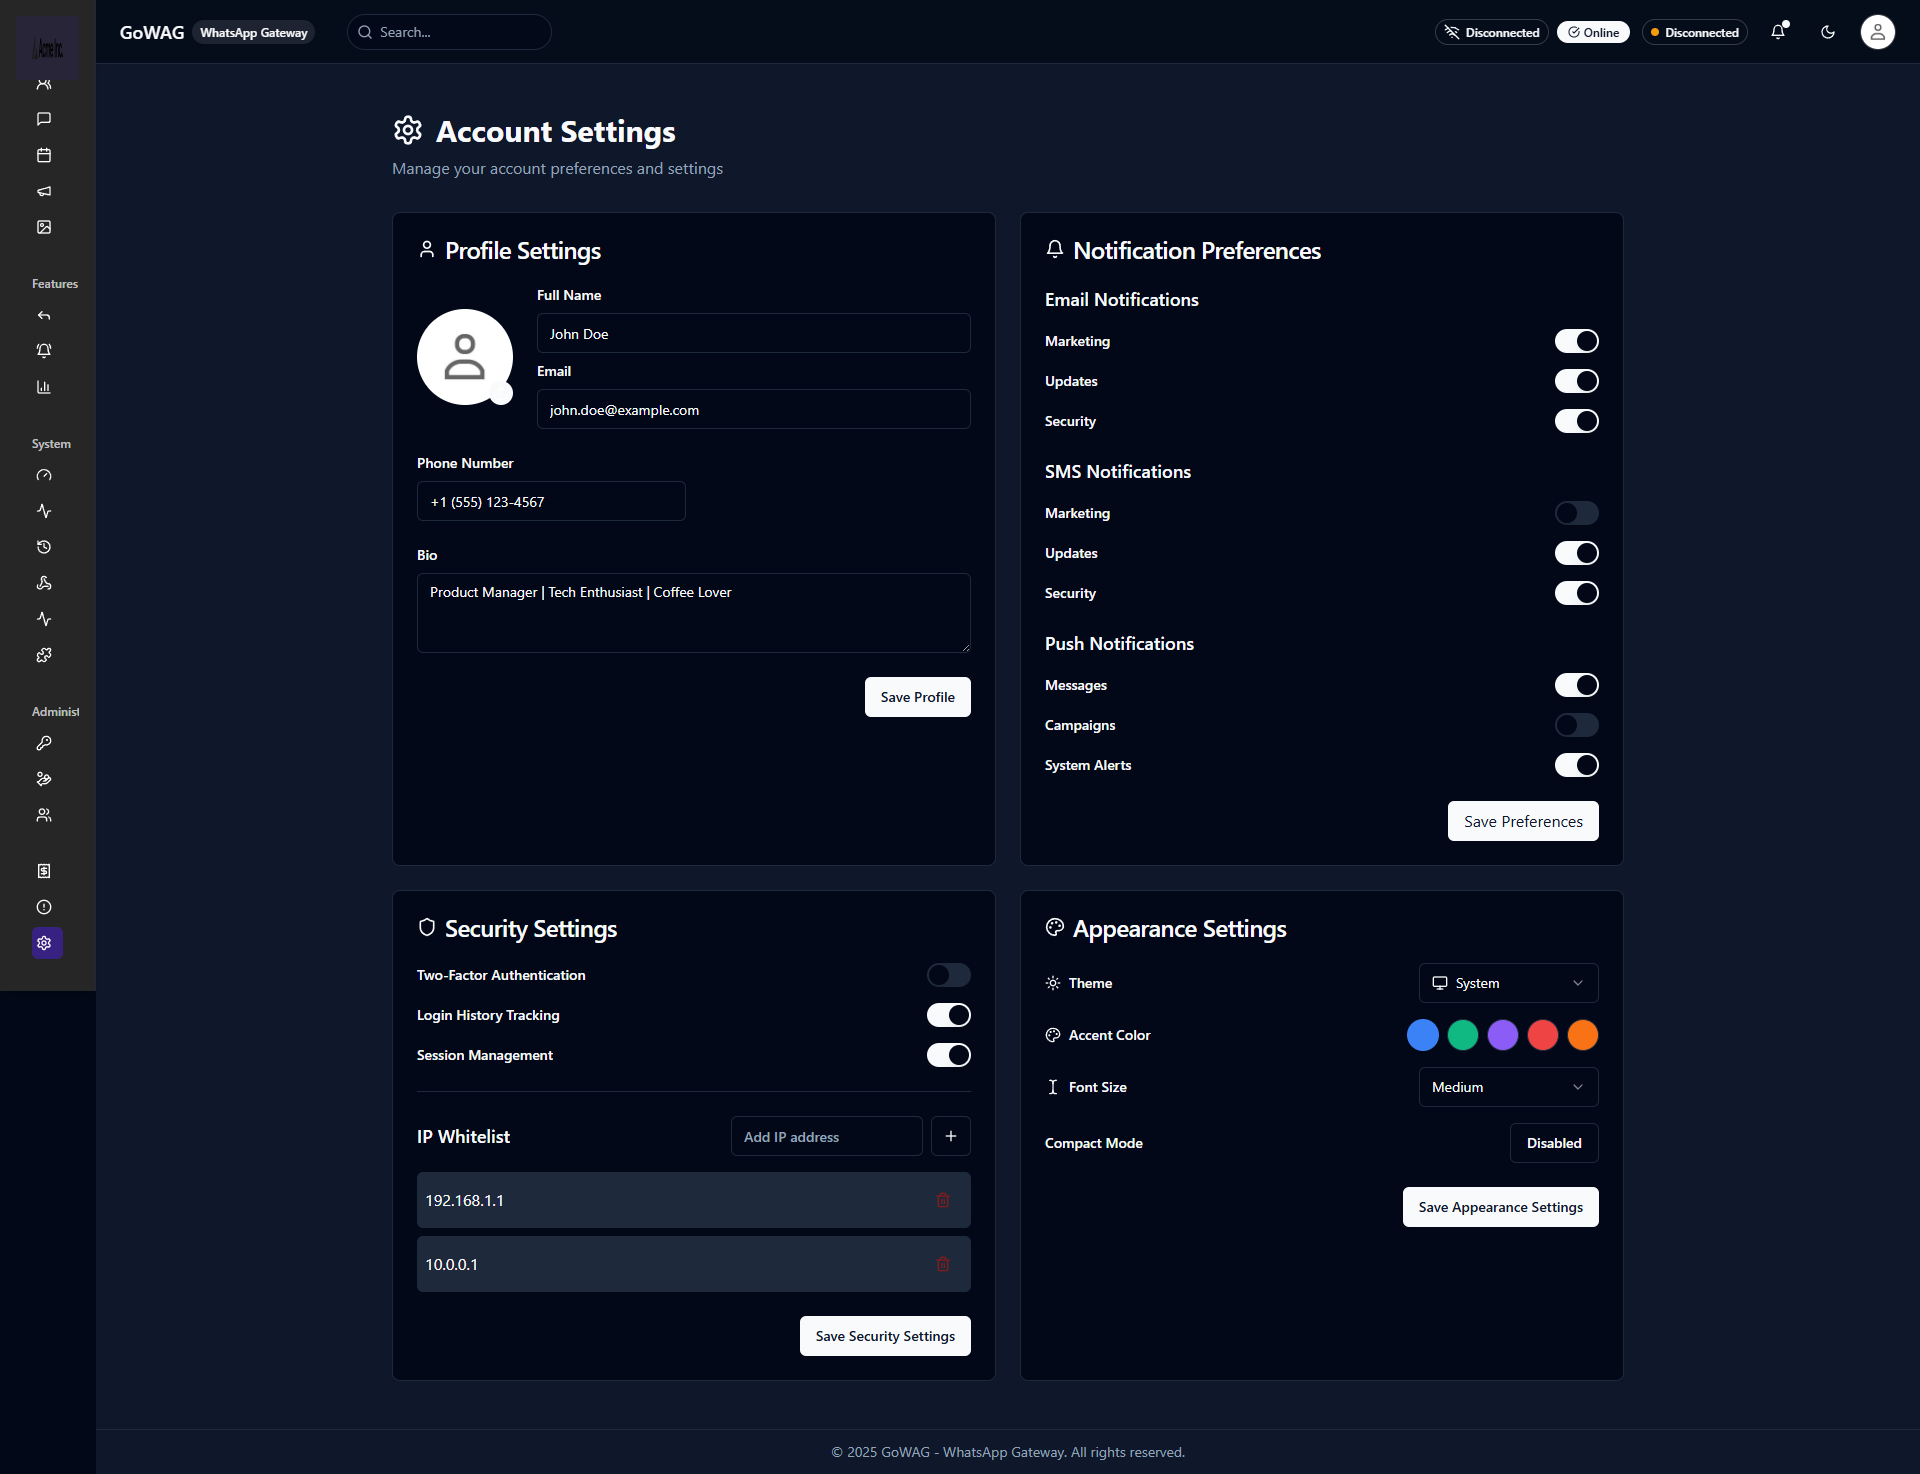 GoWAG
WhatsApp Gateway
Search...
Disconnected
Online
Disconnected
Acme Inc.
Features
System
Administ
Account Settings
Manage your account preferences and settings
Profile Settings
Full Name
John Doe
Email
john.doe@example.com
Phone Number
+1 (555) 123-4567
Bio
Product Manager | Tech Enthusiast | Coffee Lover
Save Profile
Notification Preferences
Email Notifications
Marketing
Updates
Security
SMS Notifications
Marketing
Updates
Security
Push Notifications
Messages
Campaigns
System Alerts
Save Preferences
Security Settings
Two-Factor Authentication
Login History Tracking
Session Management
IP Whitelist
Add IP address
192.168.1.1
10.0.0.1
Save Security Settings
Appearance Settings
Theme
System
Accent Color
Font Size
Medium
Compact Mode
Disabled
Save Appearance Settings
© 2025 GoWAG - WhatsApp Gateway. All rights reserved.